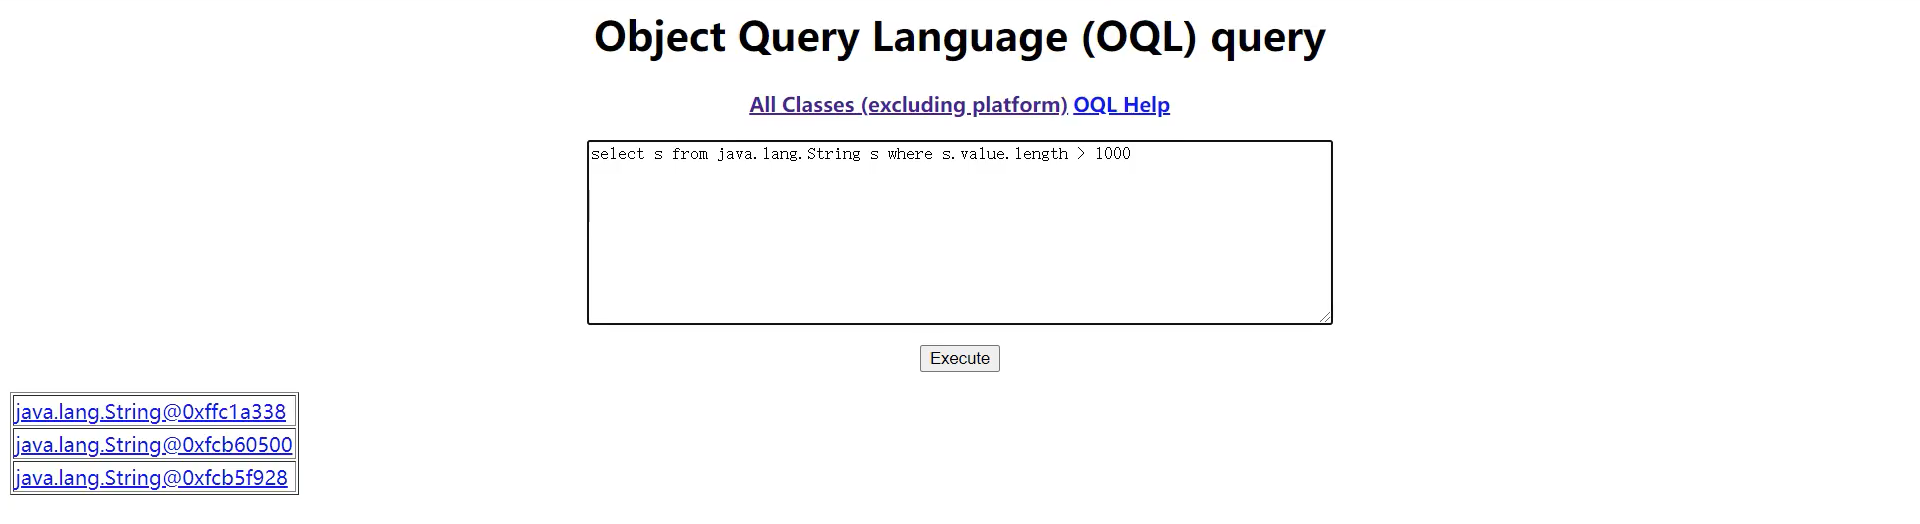 Object Query Language (OQL) query
All Classes (excluding platform) OQL Help
select s from java.lang.String s where s.value.length > 1000
Execute
java.lang.String@0xffc1a338
java.lang.String@0xfcb60500
java.lang.String@0xfcb5f928